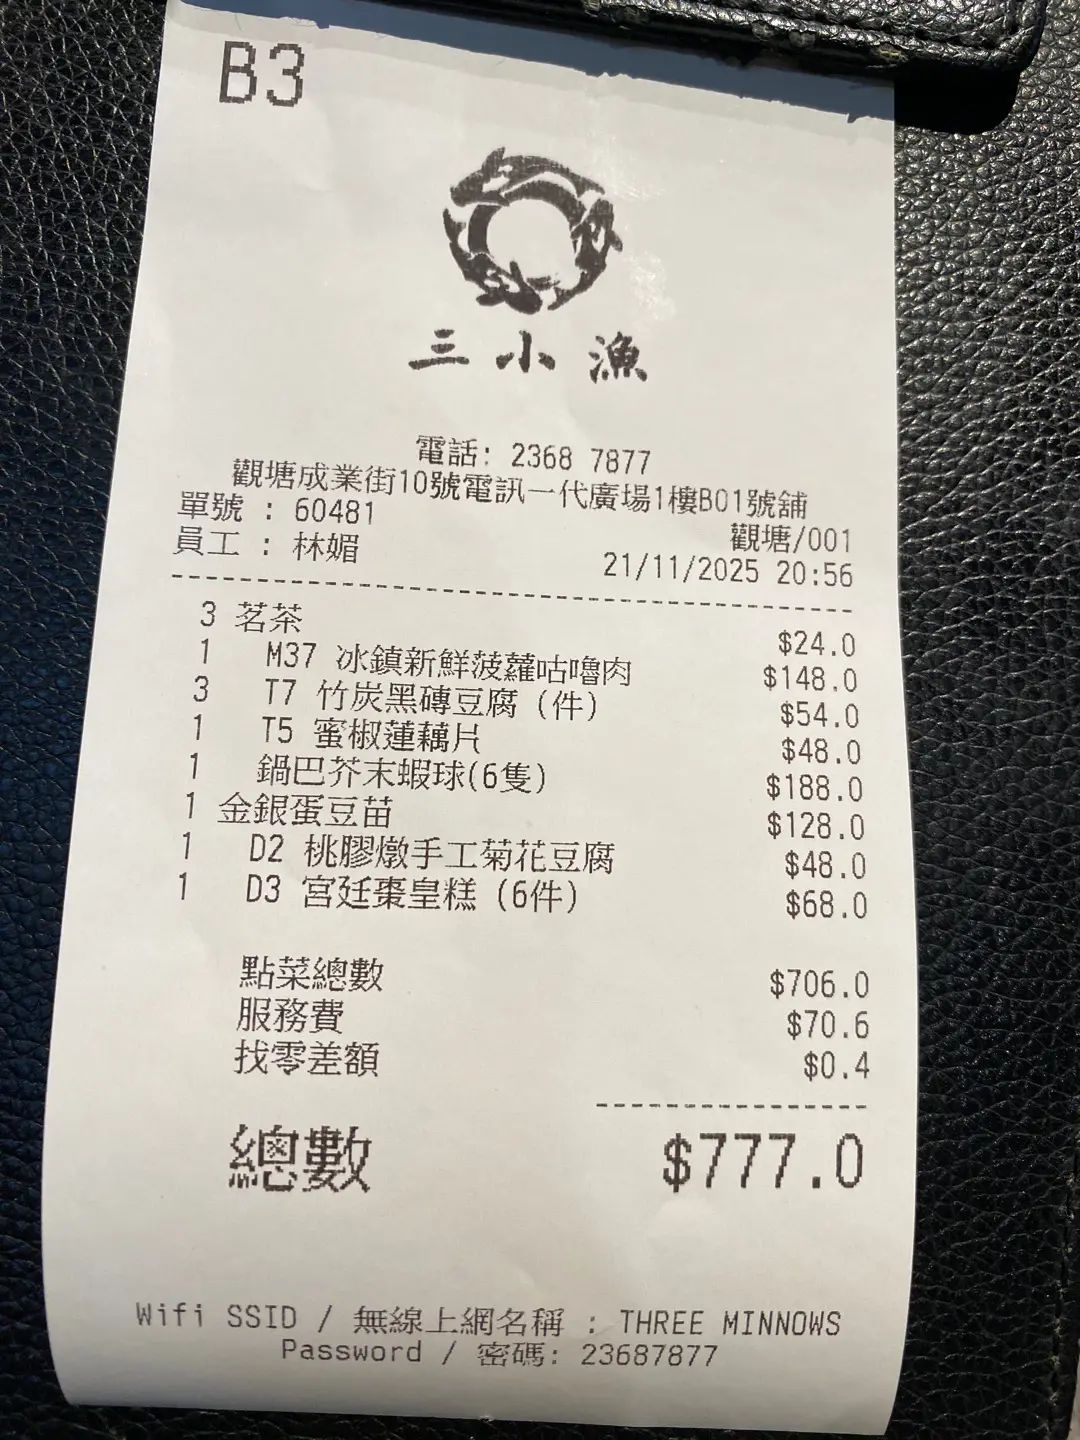 B3
三小漁
電話: 2368 7877
觀塘成業街10號電訊一代廣場1樓B01號舖
單號 : 60481 觀塘/001
員工 : 林媚 21/11/2025 20:56
3 茗茶 $24.0
1 M37 冰鎮新鮮菠蘿咕嚕肉 $148.0
3 T7 竹炭黑磚豆腐 (件) $54.0
1 T5 蜜椒蓮藕片 $48.0
1 鍋巴芥末蝦球(6隻) $188.0
1 金銀蛋豆苗 $128.0
1 D2 桃膠燉手工菊花豆腐 $48.0
1 D3 宮廷棗皇糕 (6件) $68.0
點菜總數 $706.0
服務費 $70.6
找零差額 $0.4
總數 $777.0
Wifi SSID / 無線上網名稱 : THREE MINNOWS
Password / 密碼: 23687877